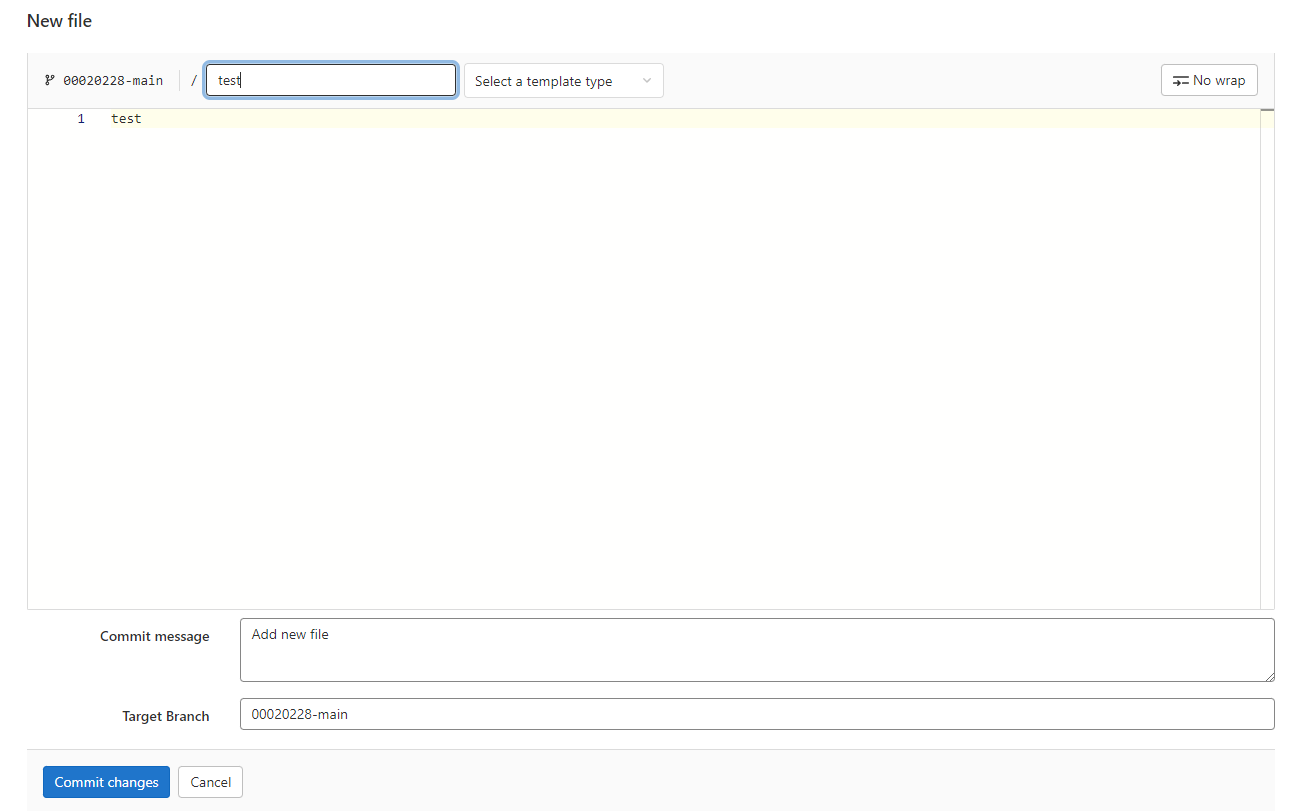 New file
00020228-main / test Select a template type No wrap
1 test
Commit message Add new file
Target Branch 00020228-main
Commit changes Cancel